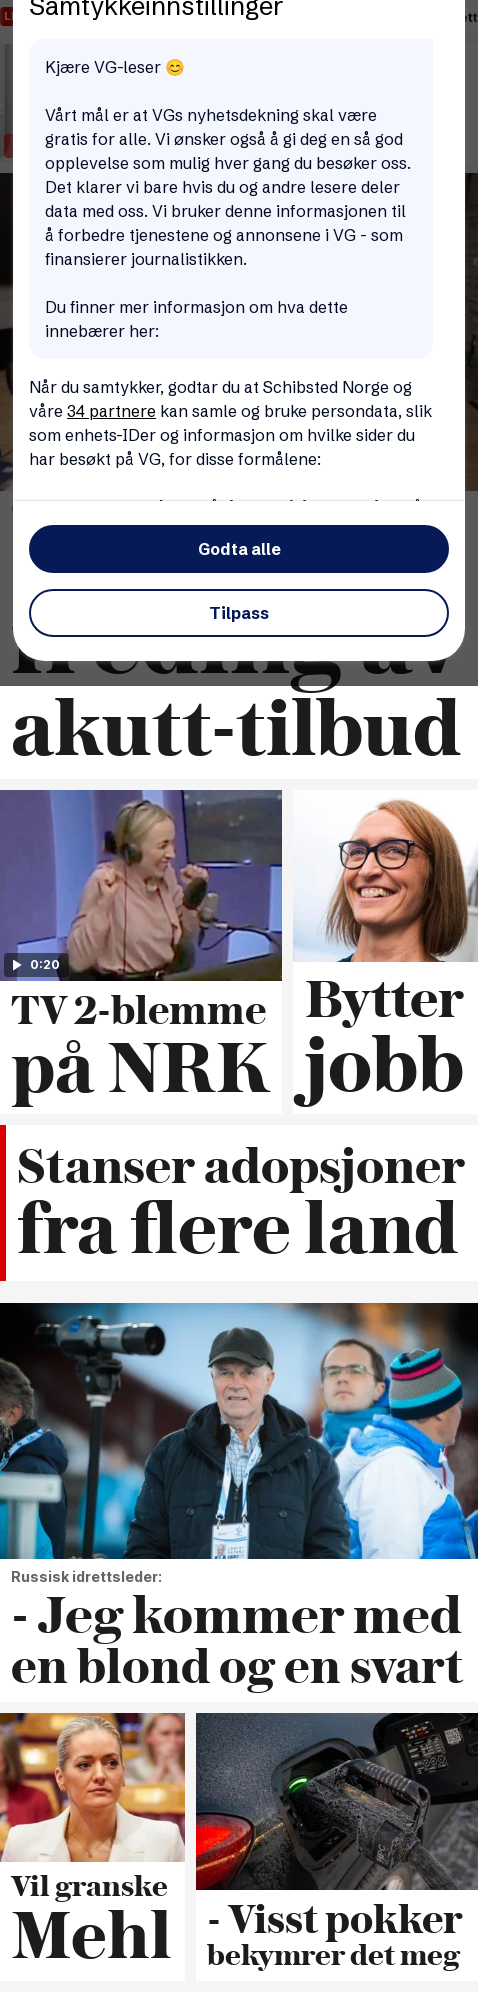 Samtykkeinnstillinger
Kjære VG-leser 😊
Vårt mål er at VGs nyhetsdekning skal være
gratis for alle. Vi ønsker også å gi deg en så god
opplevelse som mulig hver gang du besøker oss.
Det klarer vi bare hvis du og andre lesere deler
data med oss. Vi bruker denne informasjonen til
å forbedre tjenestene og annonsene i VG - som
finansierer journalistikken.
Du finner mer informasjon om hva dette
innebærer her:
Når du samtykker, godtar du at Schibsted Norge og
våre 34 partnere kan samle og bruke persondata, slik
som enhets-IDer og informasjon om hvilke sider du
har besøkt på VG, for disse formålene:
Godta alle
Tilpass
av
akutt-tilbud
0:20
TV 2-blemme
på NRK
Bytter
jobb
Stanser adopsjoner
fra flere land
Russisk idrettsleder:
- Jeg kommer med
en blond og en svart
Vil granske
Mehl
- Visst pokker
bekymrer det meg